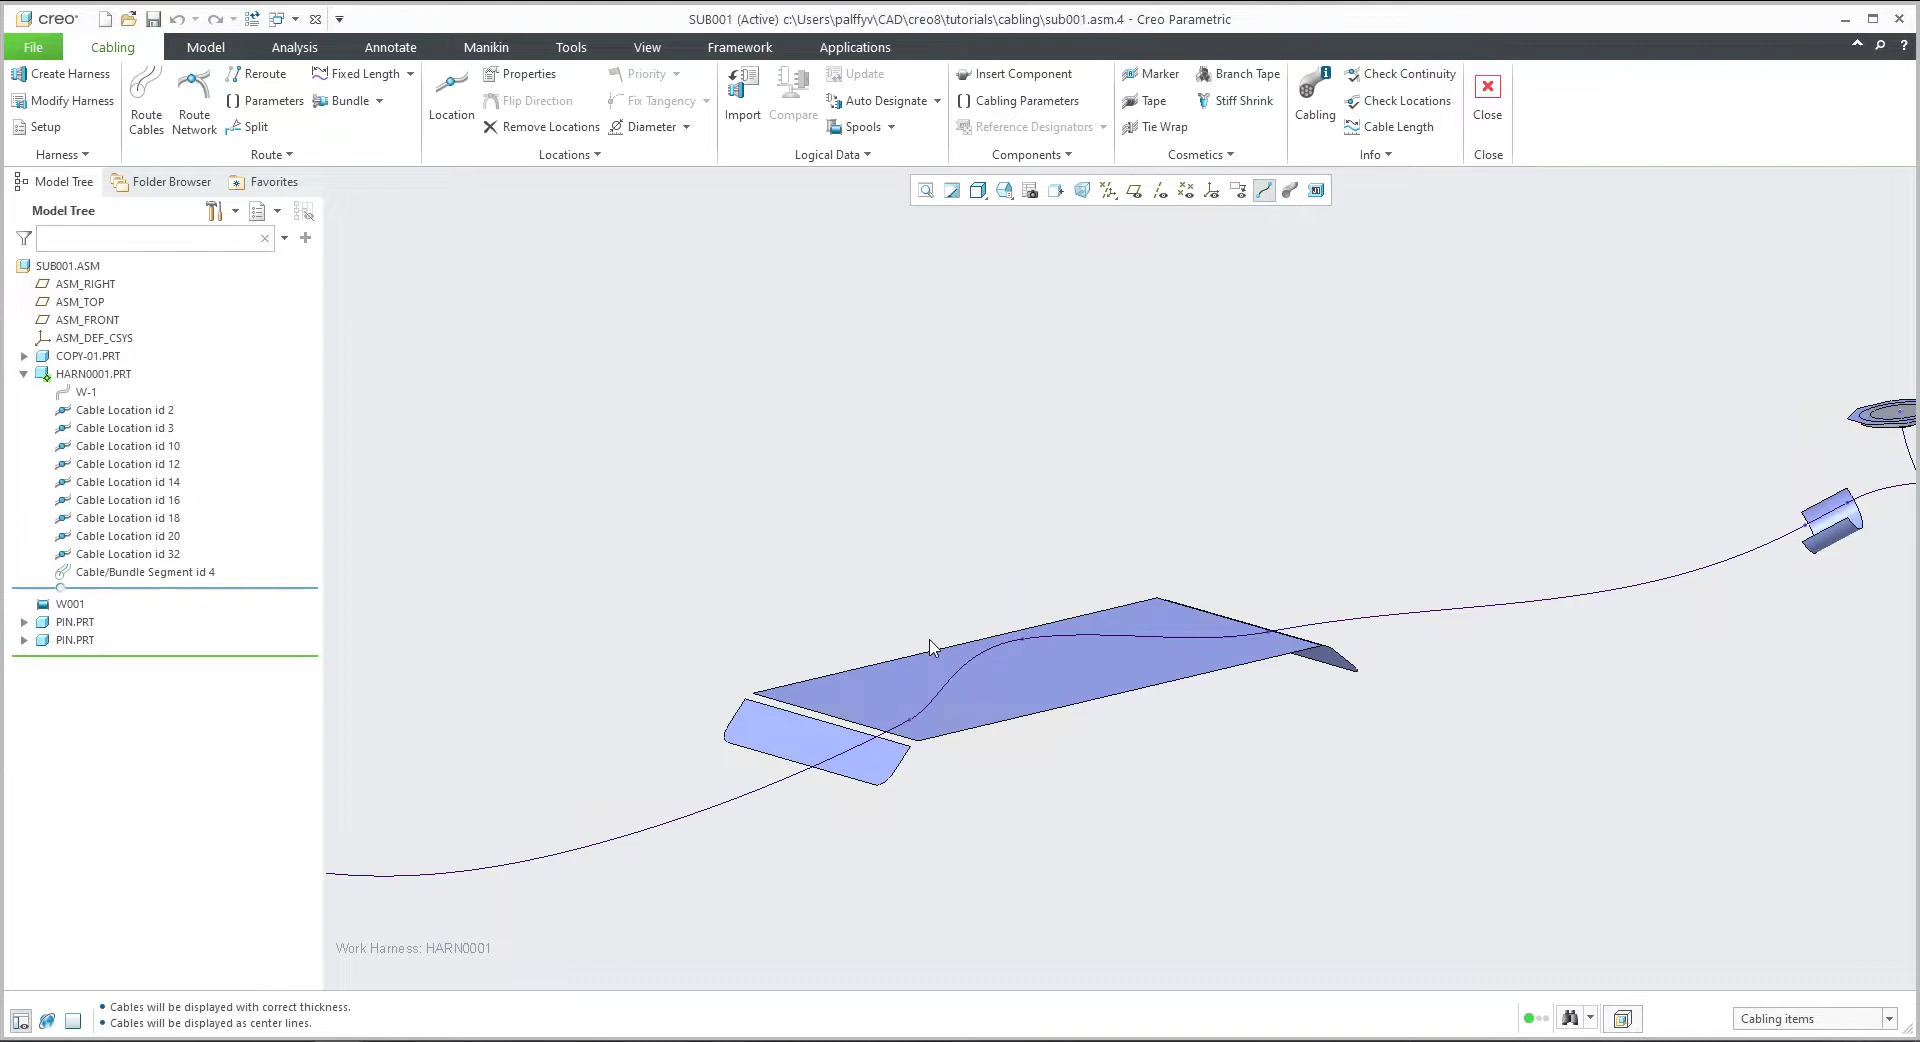 creo
SUB001 (Active) c:\Users\palffyv\CAD\creo8\tutorials\cabling\sub001.asm.4 - Creo Parametric
File
Cabling
Model
Analysis
Annotate
Manikin
Tools
View
Framework
Applications
Create Harness
Modify Harness
Setup
Harness
Route Cables
Route Network
Reroute
Parameters
Split
Fixed Length
Bundle
Route
Location
Properties
Flip Direction
Remove Locations
Priority
Fix Tangency
Diameter
Locations
Import
Compare
Update
Auto Designate
Spools
Logical Data
Insert Component
Cabling Parameters
Reference Designators
Components
Marker
Tape
Tie Wrap
Branch Tape
Stiff Shrink
Cosmetics
Cabling
Check Continuity
Check Locations
Cable Length
Info
Close
Close
Model Tree
Folder Browser
Favorites
Model Tree
SUB001.ASM
ASM_RIGHT
ASM_TOP
ASM_FRONT
ASM_DEF_CSYS
COPY-01.PRT
HARN0001.PRT
W-1
Cable Location id 2
Cable Location id 3
Cable Location id 10
Cable Location id 12
Cable Location id 14
Cable Location id 16
Cable Location id 18
Cable Location id 20
Cable Location id 32
Cable/Bundle Segment id 4
W001
PIN.PRT
PIN.PRT
Work Harness: HARN0001
• Cables will be displayed with correct thickness.
• Cables will be displayed as center lines.
Cabling items